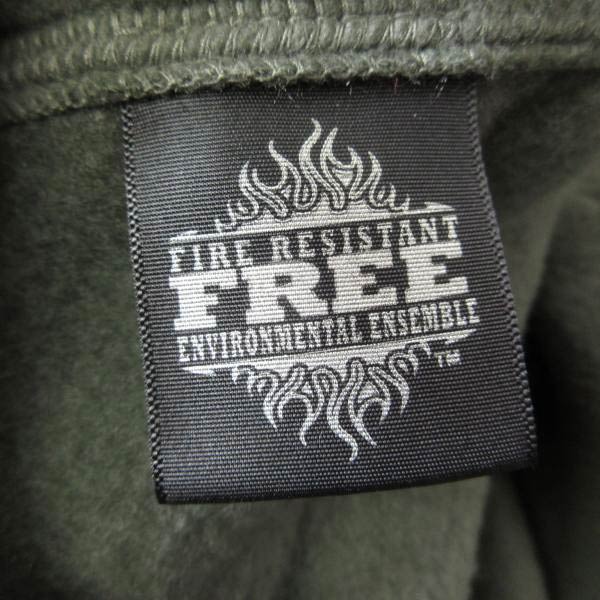 FIRE RESISTANT
FREE
ENVIRONMENTAL ENSEMBLE
TM